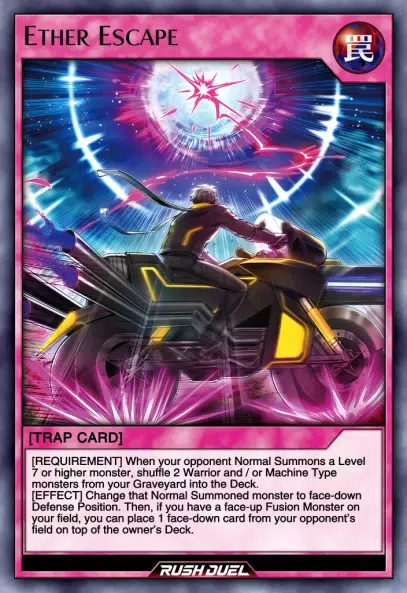 ETHER ESCAPE
罠
[TRAP CARD]
[REQUIREMENT] When your opponent Normal Summons a Level
7 or higher monster, shuffle 2 Warrior and / or Machine Type
monsters from your Graveyard into the Deck.
[EFFECT] Change that Normal Summoned monster to face-down
Defense Position. Then, if you have a face-up Fusion Monster on
your field, you can place 1 face-down card from your opponent's
field on top of the owner's Deck.
RUSH DUEL